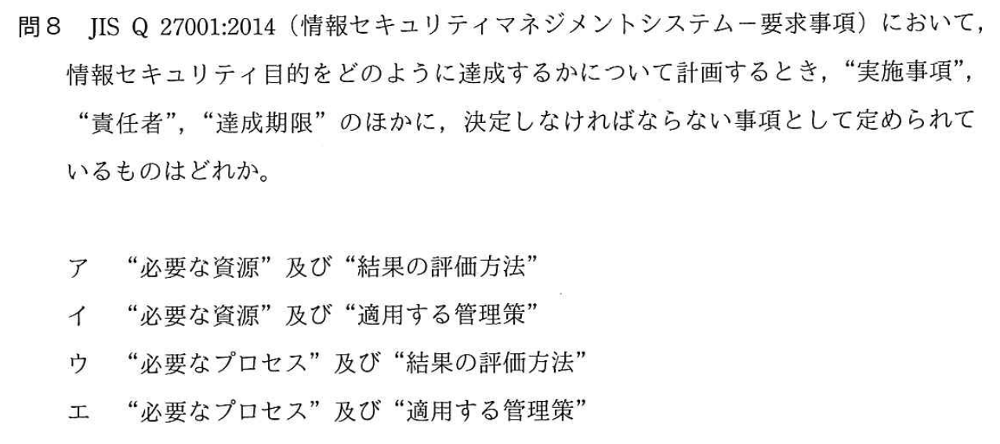 問8 JIS Q 27001:2014（情報セキュリティマネジメントシステム－要求事項）において，
情報セキュリティ目的をどのように達成するかについて計画するとき，“実施事項”，
“責任者”，“達成期限”のほかに，決定しなければならない事項として定められて
いるものはどれか。
ア “必要な資源”及び“結果の評価方法”
イ “必要な資源”及び“適用する管理策”
ウ “必要なプロセス”及び“結果の評価方法”
エ “必要なプロセス”及び“適用する管理策”